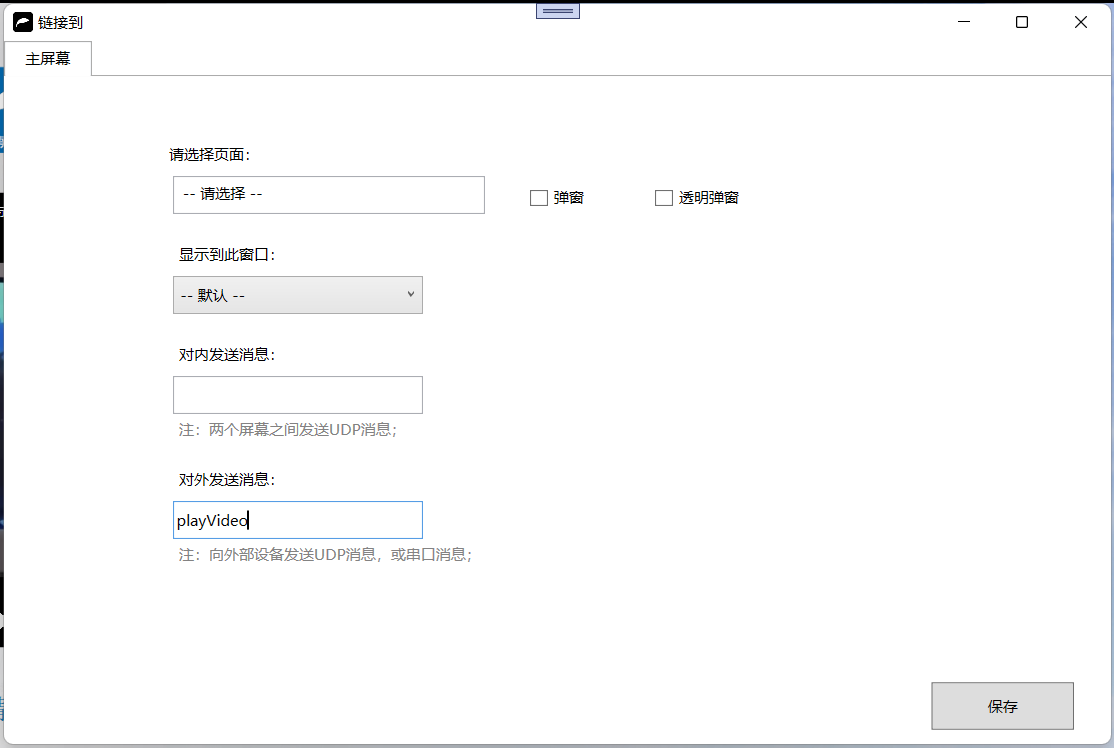 链接到
主屏幕
请选择页面：
-- 请选择 --
弹窗
透明弹窗
显示到此窗口：
-- 默认 --
对内发送消息：
注：两个屏幕之间发送UDP消息；
对外发送消息：
playVideo
注：向外部设备发送UDP消息，或串口消息；
保存